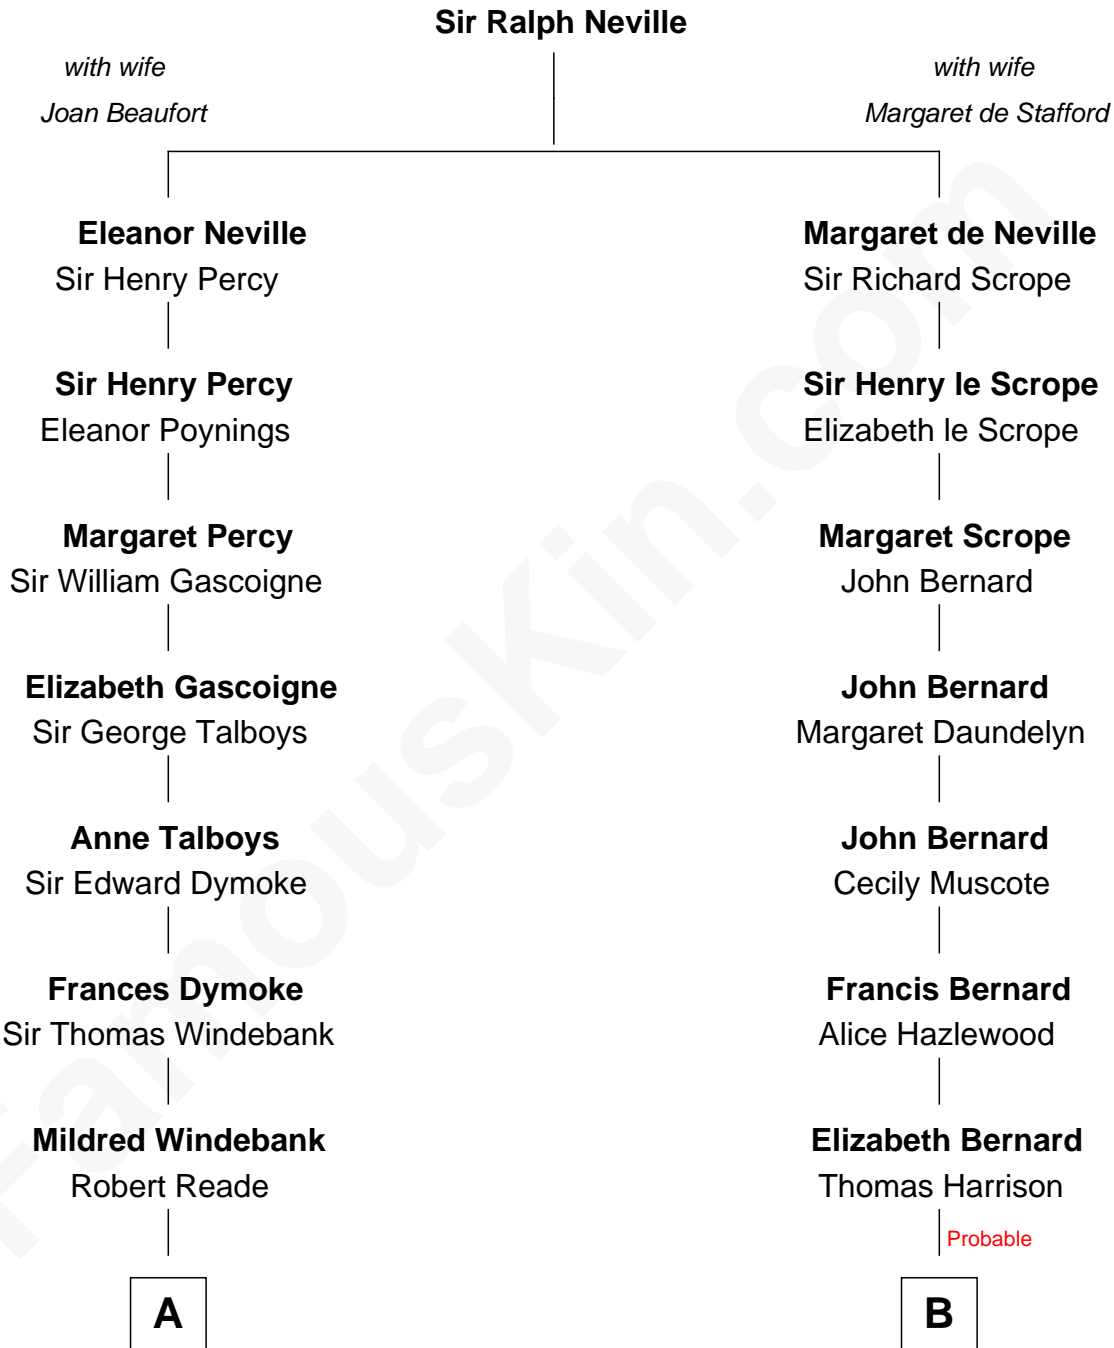 Sir Ralph Neville
with wife
Joan Beaufort
with wife
Margaret de Stafford
Eleanor Neville
Sir Henry Percy
Margaret de Neville
Sir Richard Scrope
Sir Henry Percy
Eleanor Poynings
Sir Henry le Scrope
Elizabeth le Scrope
Margaret Percy
Sir William Gascoigne
Margaret Scrope
John Bernard
Elizabeth Gascoigne
Sir George Talboys
John Bernard
Margaret Daundelyn
Anne Talboys
Sir Edward Dymoke
John Bernard
Cecily Muscote
Frances Dymoke
Sir Thomas Windebank
Francis Bernard
Alice Hazlewood
Mildred Windebank
Robert Reade
Elizabeth Bernard
Thomas Harrison
Probable
A
B
FamousKin.com